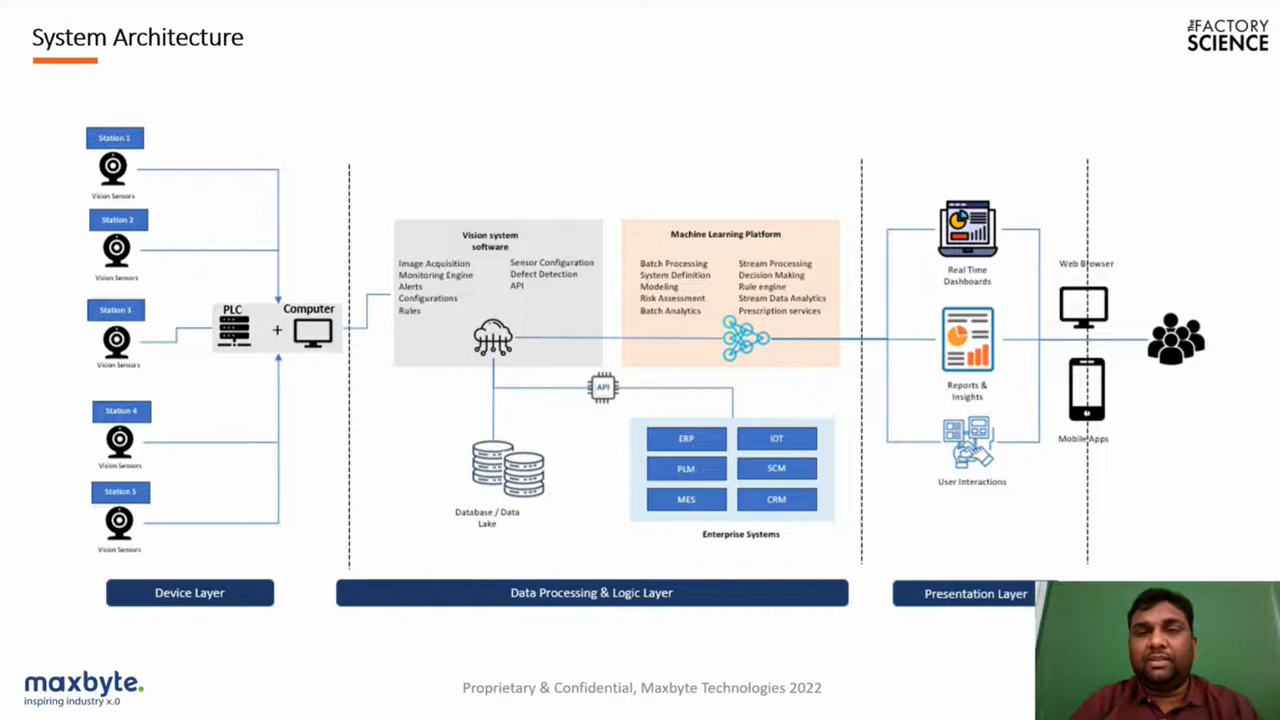 System Architecture
The FACTORY
SCIENCE
Station 1
Vision Sensors
Station 2
Vision Sensors
Station 3
Vision Sensors
Station 4
Vision Sensors
Station 5
Vision Sensors
PLC
+
Computer
Vision system
software
Image Acquisition
Monitoring Engine
Alerts
Configurations
Rules
Sensor Configuration
Defect Detection
API
Machine Learning Platform
Batch Processing
System Definition
Modeling
Risk Assessment
Batch Analytics
Stream Processing
Decision Making
Rule engine
Stream Data Analytics
Prescription services
API
Database / Data
Lake
ERP
IOT
PLM
SCM
MES
CRM
Enterprise Systems
Real Time
Dashboards
Reports &
Insights
User Interactions
Web Browser
Mobile Apps
Device Layer
Data Processing & Logic Layer
Presentation Layer
maxbyte.
inspiring industry x.0
Proprietary & Confidential, Maxbyte Technologies 2022